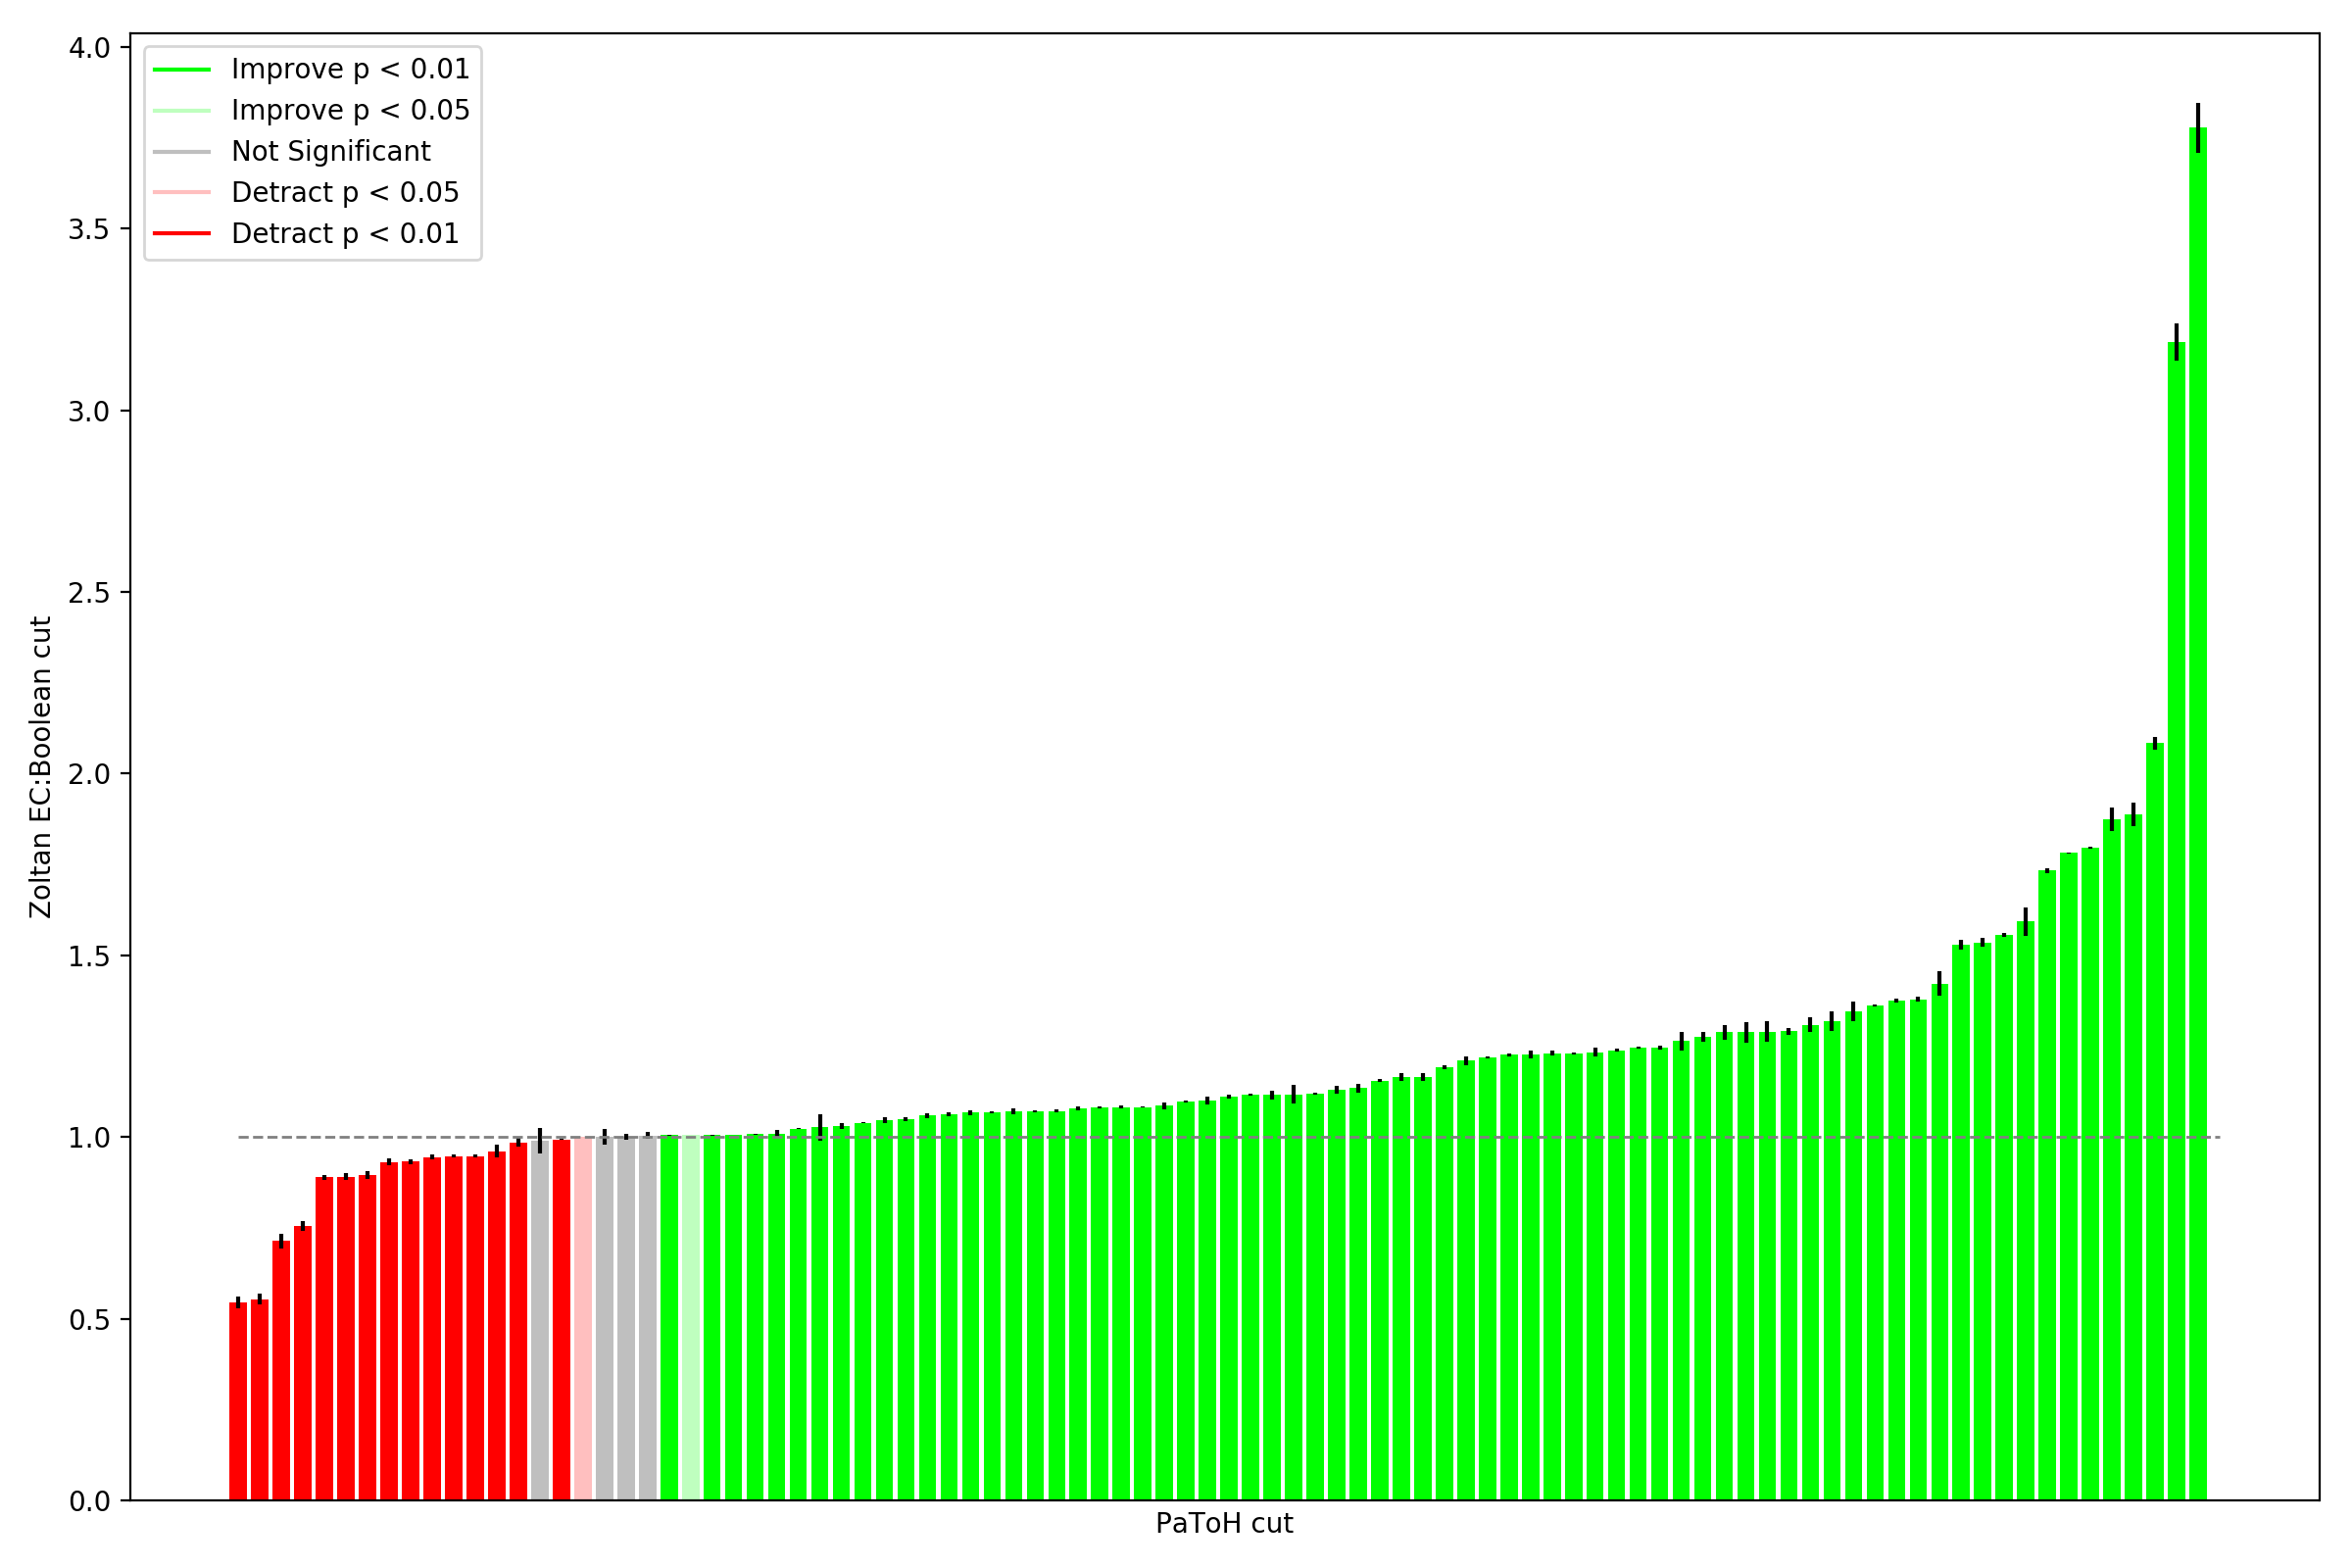 Improve p < 0.01
Improve p < 0.05
Not Significant
Detract p < 0.05
Detract p < 0.01
4.0
3.5
3.0
2.5
2.0
1.5
1.0
0.5
0.0
Zoltan EC:Boolean cut
PaToH cut